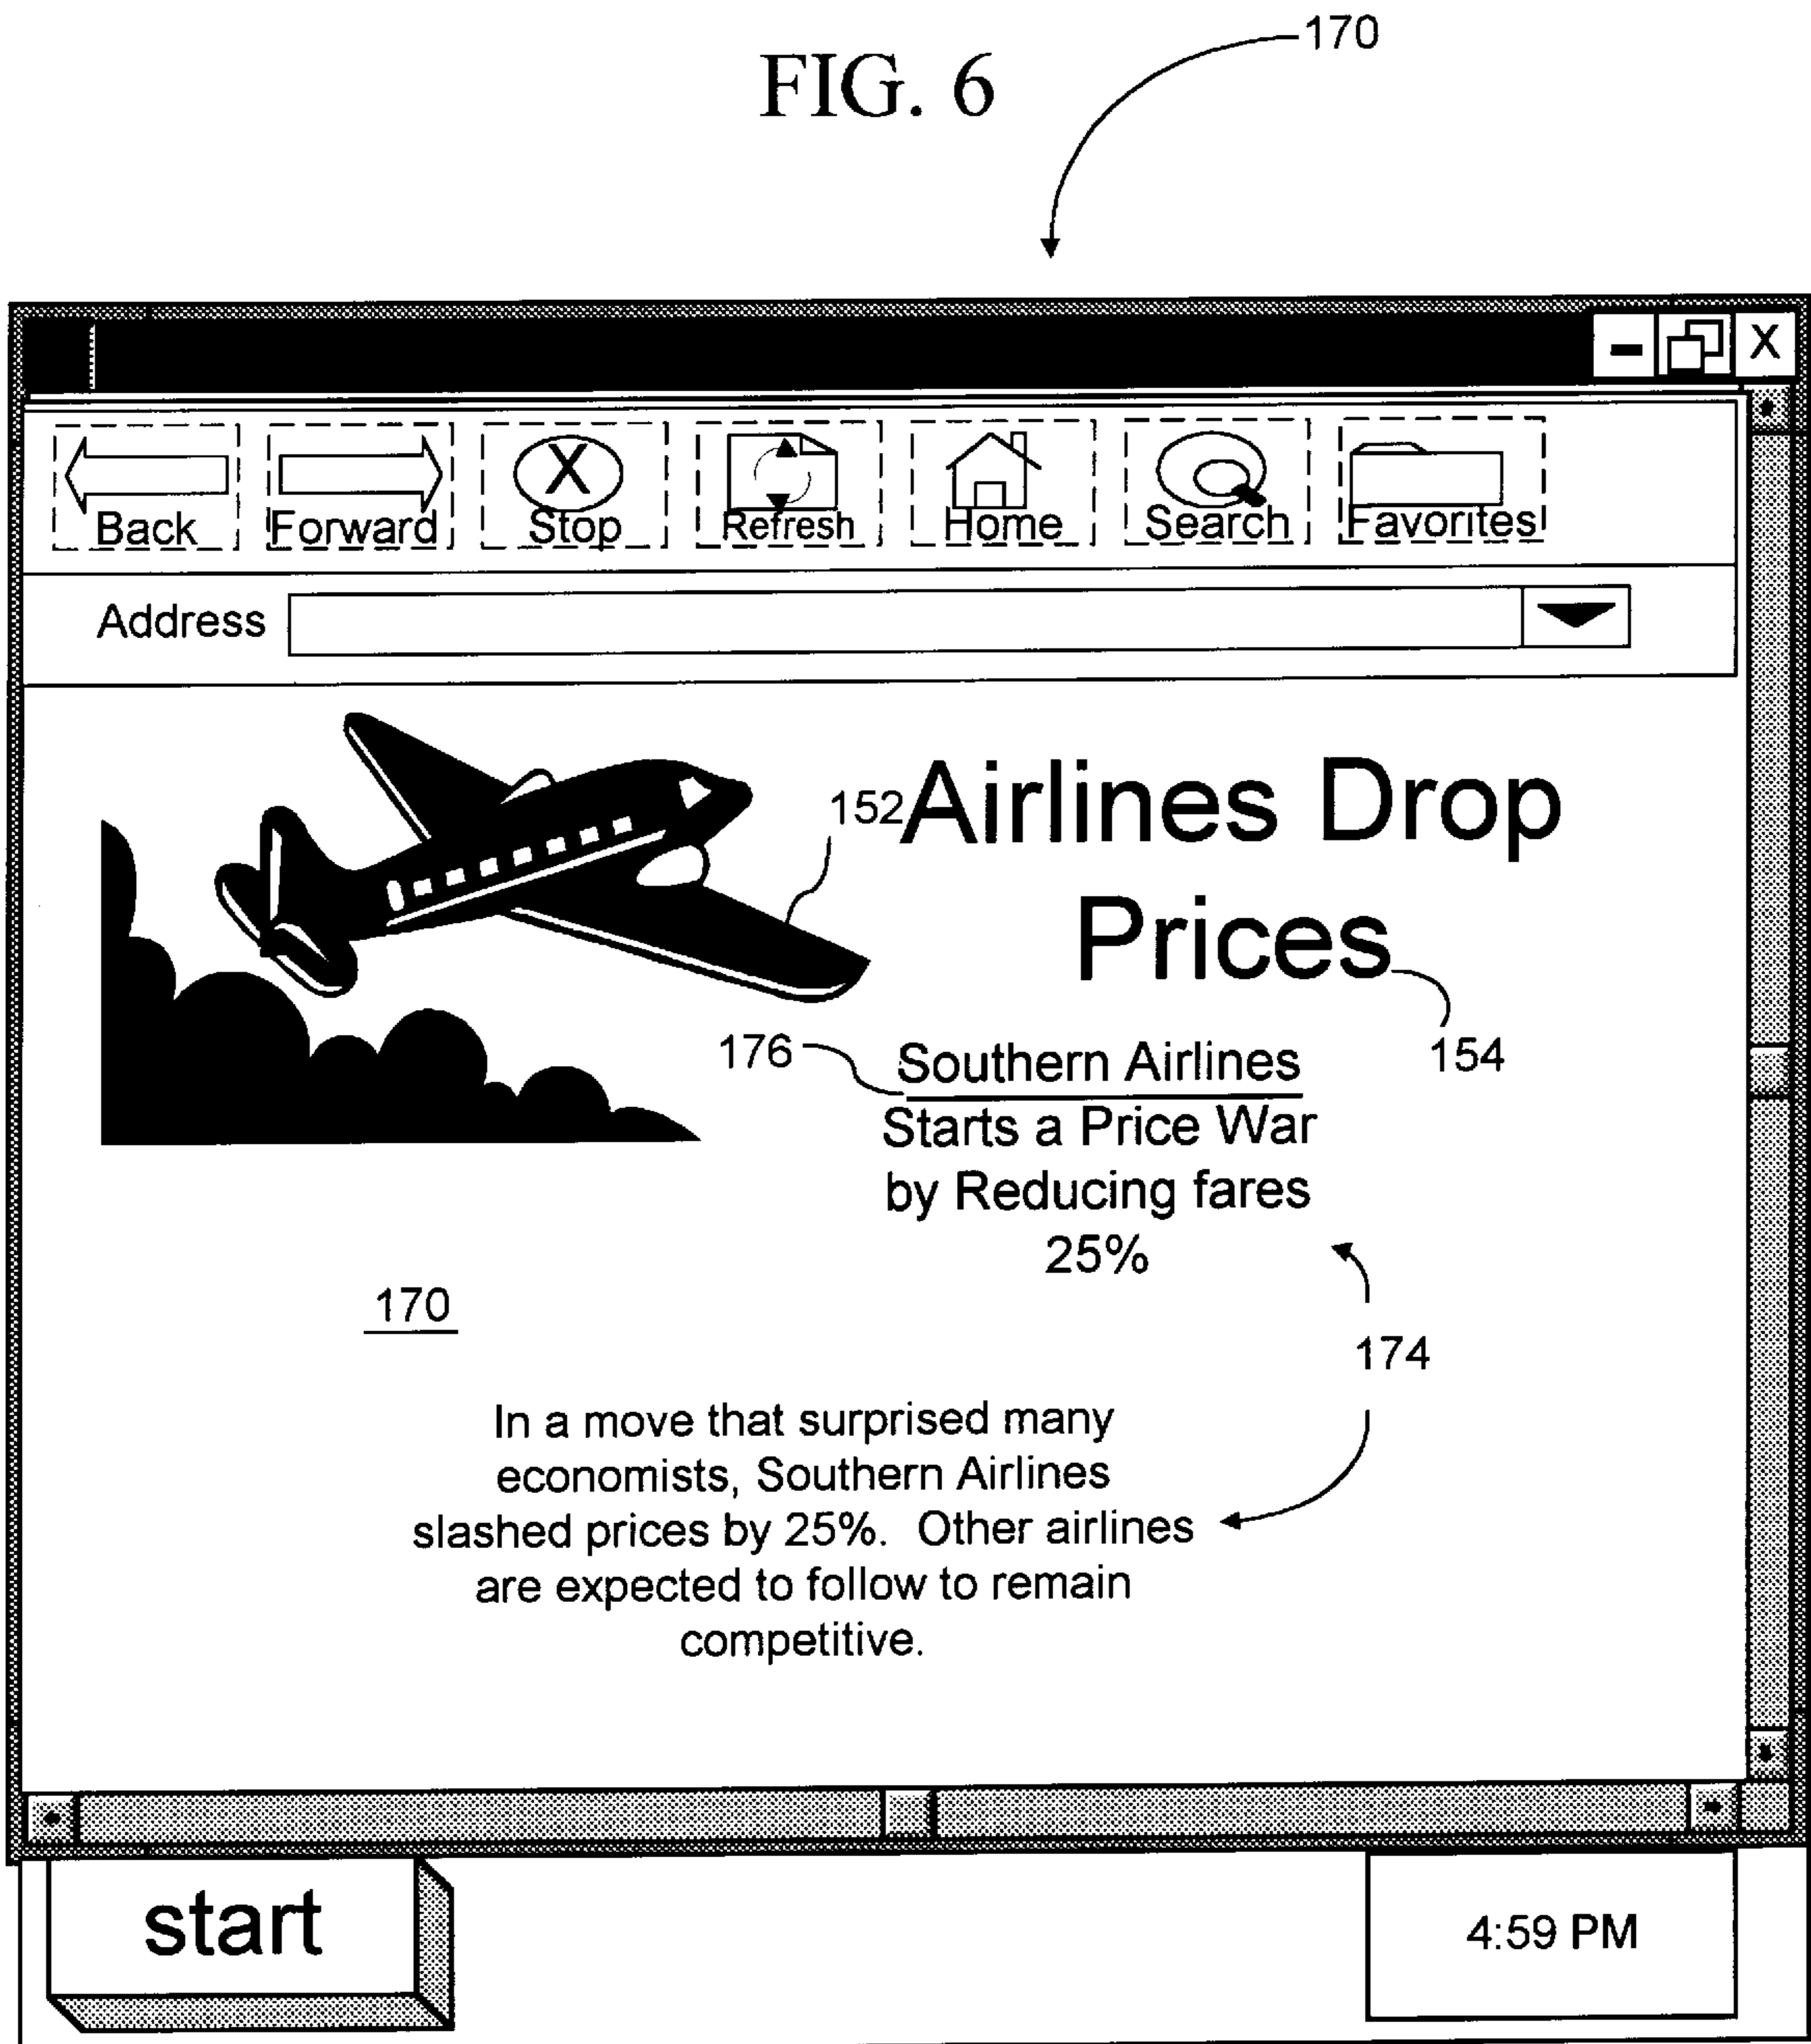 170
FIG. 6
X
X
Back Forward Stop Refresh Home Search Favorites
Address
152
Airlines Drop
Prices
154
176
Southern Airlines
Starts a Price War
by Reducing fares
25%
170
174
In a move that surprised many
economists, Southern Airlines
slashed prices by 25%. Other airlines
are expected to follow to remain
competitive.
start
4:59 PM